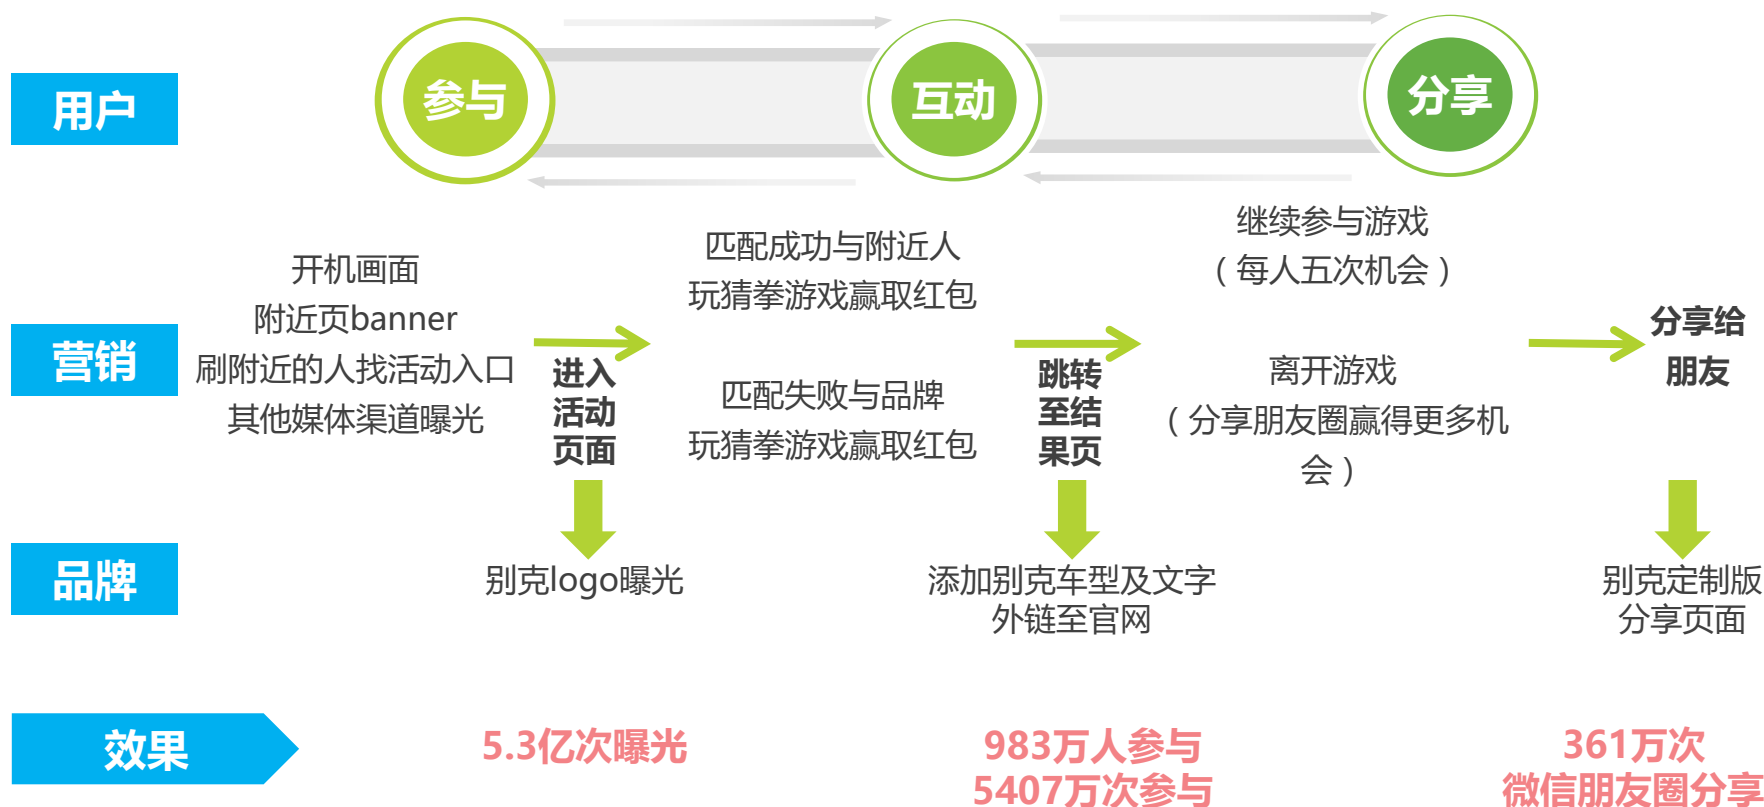 用户
参与
互动
分享
营销
开机画面
附近页banner
刷附近的人找活动入口
其他媒体渠道曝光
进入
活动
页面
匹配成功与附近人
玩猜拳游戏赢取红包
匹配失败与品牌
玩猜拳游戏赢取红包
跳转
至结
果页
继续参与游戏
（每人五次机会）
离开游戏
（分享朋友圈赢得更多机
会）
分享给
朋友
品牌
别克logo曝光
添加别克车型及文字
外链至官网
别克定制版
分享页面
效果
5.3亿次曝光
983万人参与
5407万次参与
361万次
微信朋友圈分享